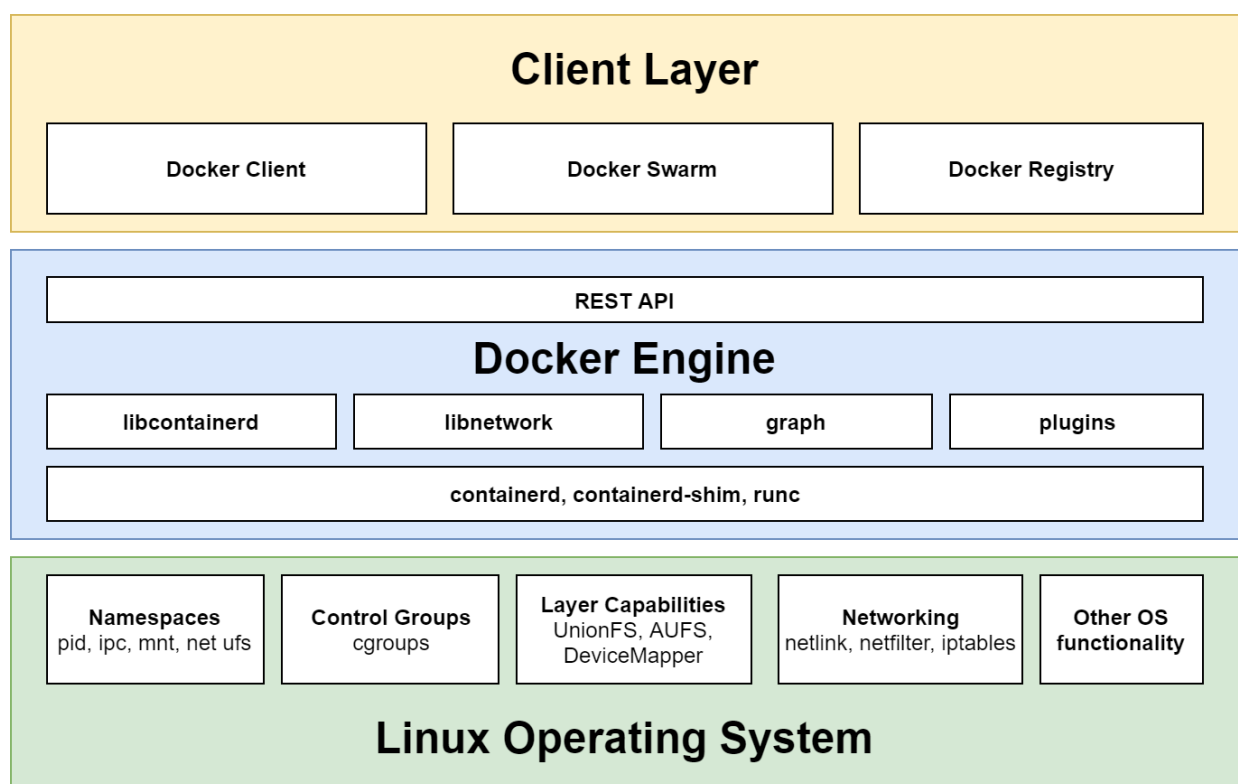 Client Layer
Docker Client
Docker Swarm
Docker Registry
REST API
Docker Engine
libcontainerd
libnetwork
graph
plugins
containerd, containerd-shim, runc
Namespaces
pid, ipc, mnt, net ufs
Control Groups
cgroups
Layer Capabilities
UnionFS, AUFS,
DeviceMapper
Networking
netlink, netfilter, iptables
Other OS
functionality
Linux Operating System